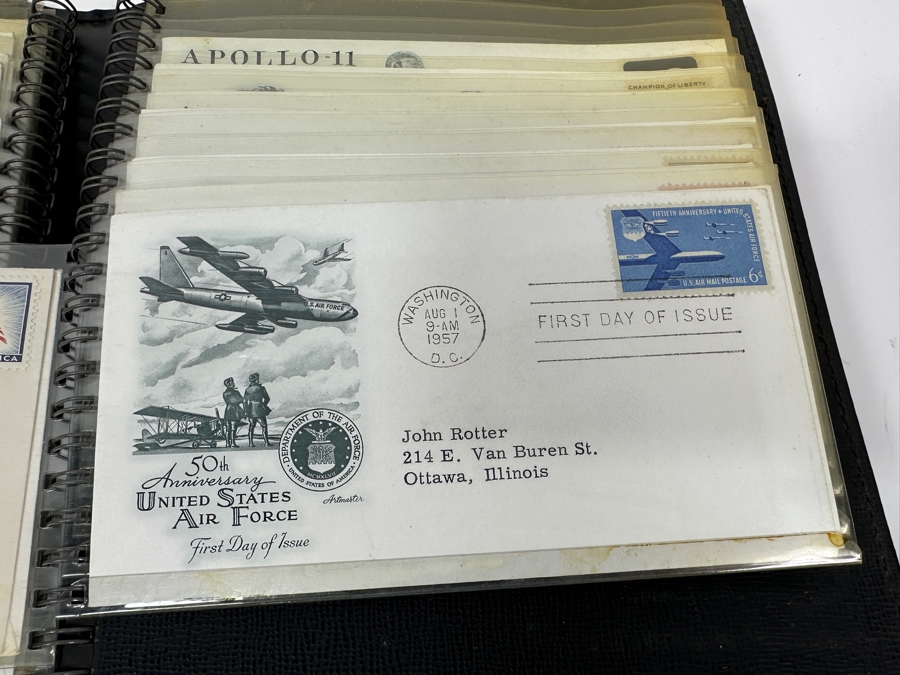 APOLLO-11
CHAMPION OF LIBERTY
FIFTIETH ANNIVERSARY ★ UNITED STATES AIR FORCE
U.S. AIR MAIL POSTAGE 6¢
WASHINGTON
AUG 1
9-AM
1957
D.C.
FIRST DAY OF ISSUE
U.S. AIR FORCE
DEPARTMENT OF THE AIR FORCE
MCMXLVII
UNITED STATES OF AMERICA
50th
Anniversary
UNITED STATES
AIR FORCE
Artmaster
First Day of Issue
John Rotter
214 E. Van Buren St.
Ottawa, Illinois
ICA